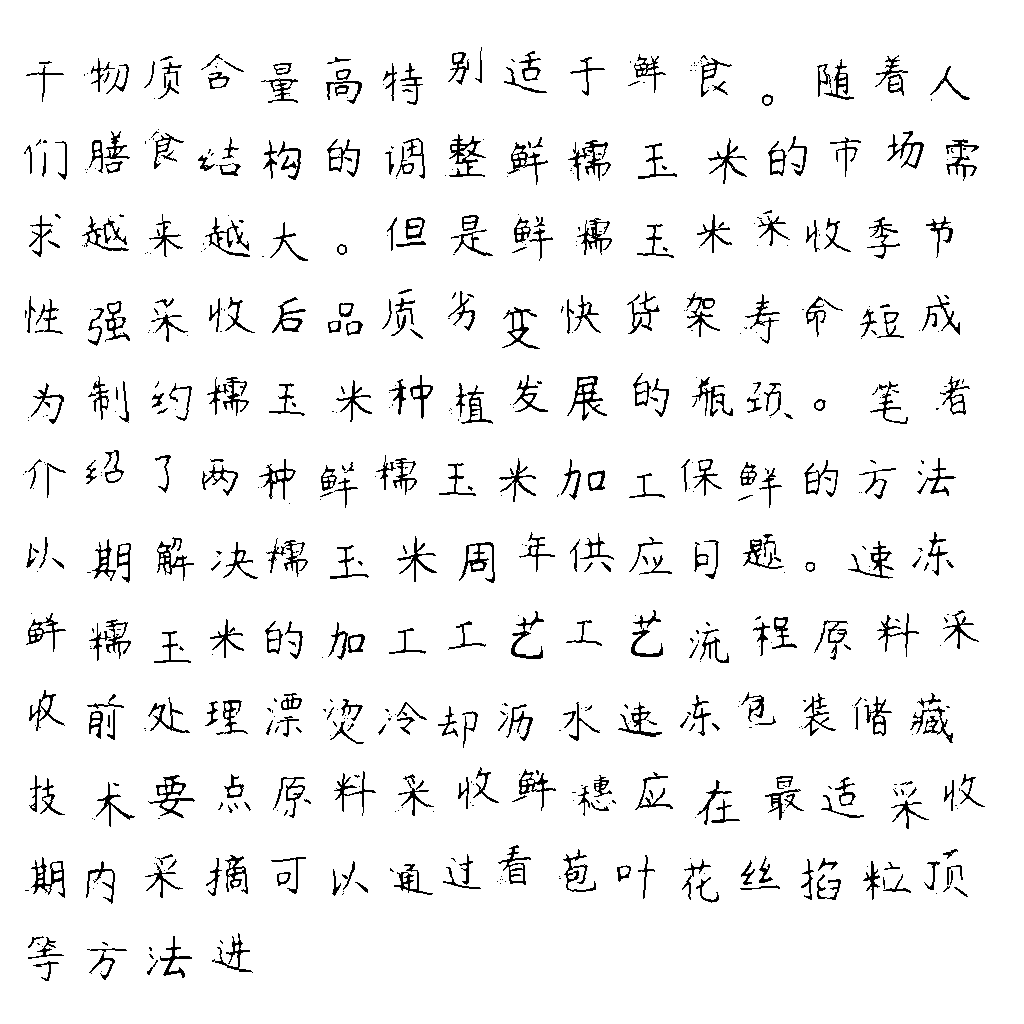 干物质含量高特别适于鲜食。随着人
们膳食结构的调整鲜糯玉米的市场需
求越来越大。但是鲜糯玉米采收季节
性强采收后品质劣变快货架寿命短成
为制约糯玉米种植发展的瓶颈。笔者
介绍了两种鲜糯玉米加工保鲜的方法
以期解决糯玉米周年供应问题。速冻
鲜糯玉米的加工工艺工艺流程原料采
收前处理漂烫冷却沥水速冻包装储藏
技术要点原料采收鲜穗应在最适采收
期内采摘可以通过看苞叶花丝掐粒顶
等方法进